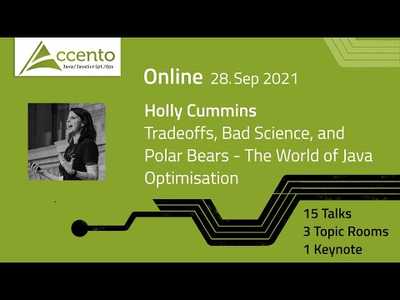 Accento
Java/JavaScript/Ops
Online 28. Sep 2021
Holly Cummins
Tradeoffs, Bad Science, and
Polar Bears - The World of Java
Optimisation
15 Talks
3 Topic Rooms
1 Keynote